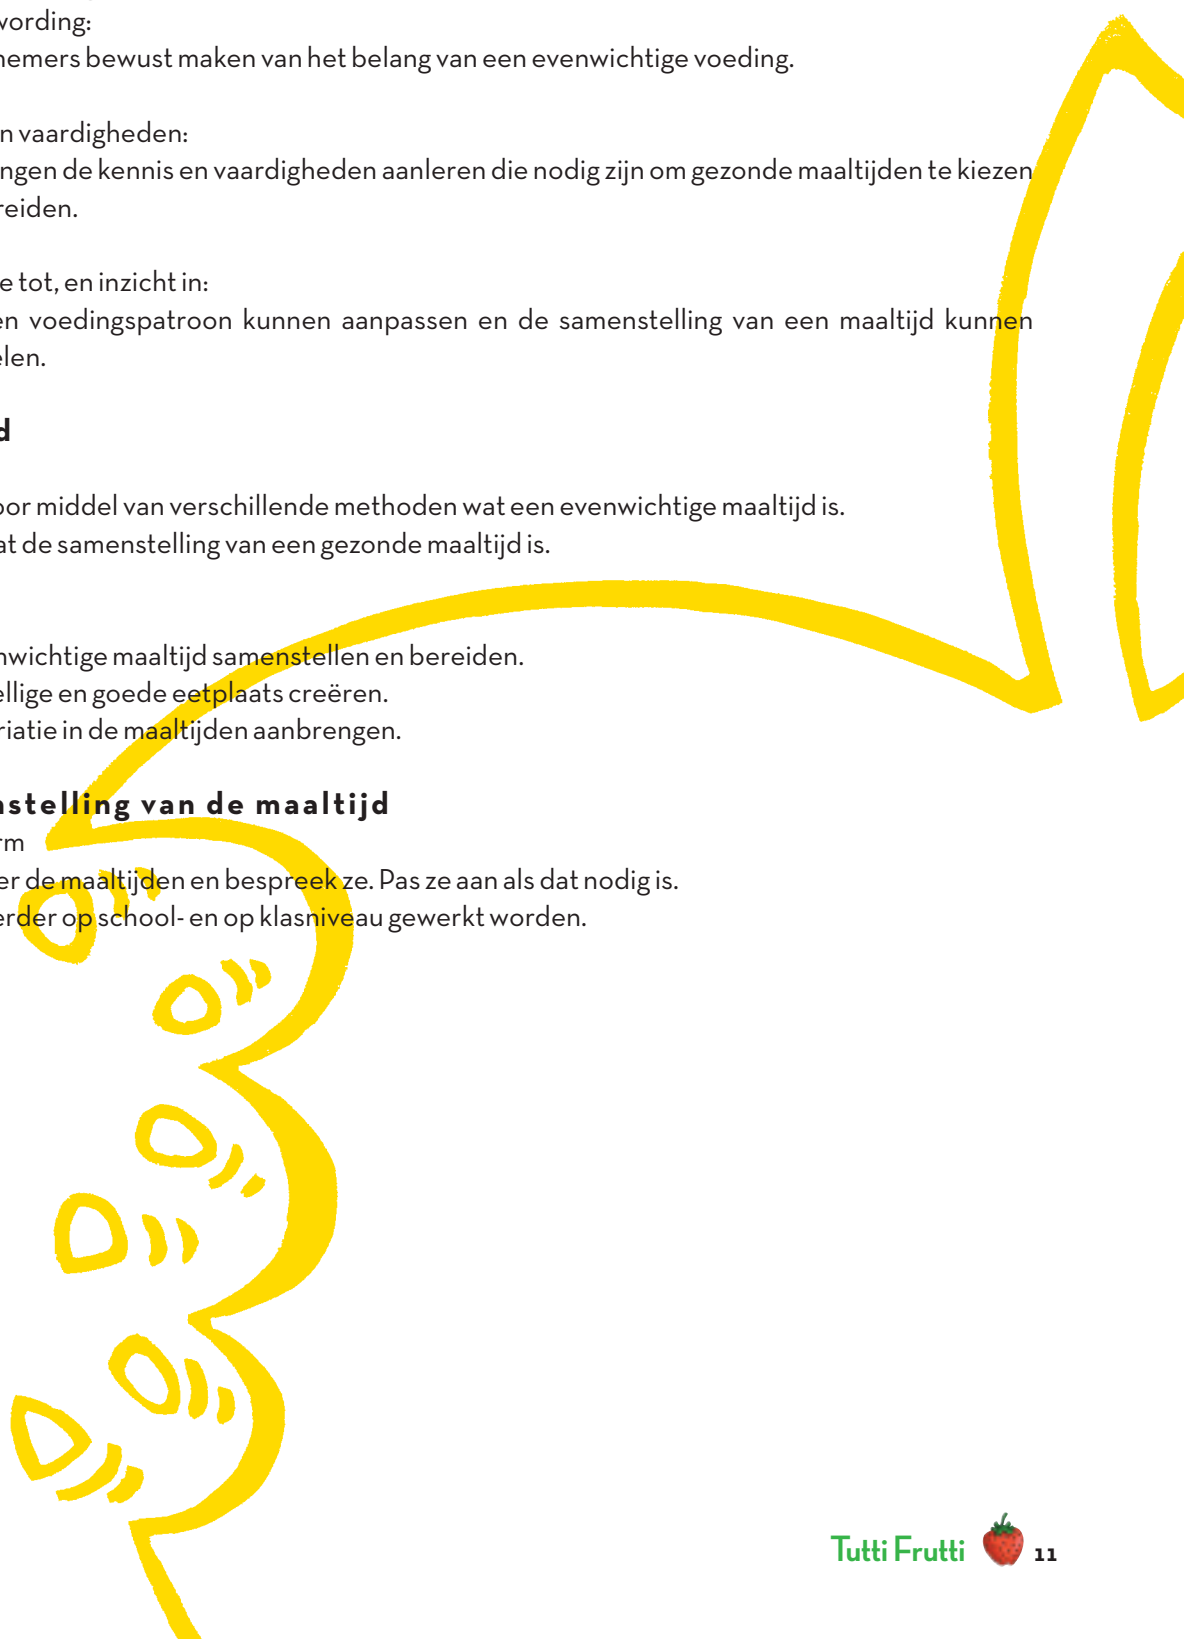 wording:
nemers bewust maken van het belang van een evenwichtige voeding.
n vaardigheden:
ngen de kennis en vaardigheden aanleren die nodig zijn om gezonde maaltijden te kiezen
reiden.
e tot, en inzicht in:
en voedingspatroon kunnen aanpassen en de samenstelling van een maaltijd kunnen
elen.
d
oor middel van verschillende methoden wat een evenwichtige maaltijd is.
at de samenstelling van een gezonde maaltijd is.
nwichtige maaltijd samenstellen en bereiden.
ellige en goede eetplaats creëren.
riatie in de maaltijden aanbrengen.
nstelling van de maaltijd
rm
er de maaltijden en bespreek ze. Pas ze aan als dat nodig is.
erder op school- en op klasniveau gewerkt worden.
Tutti Frutti 11